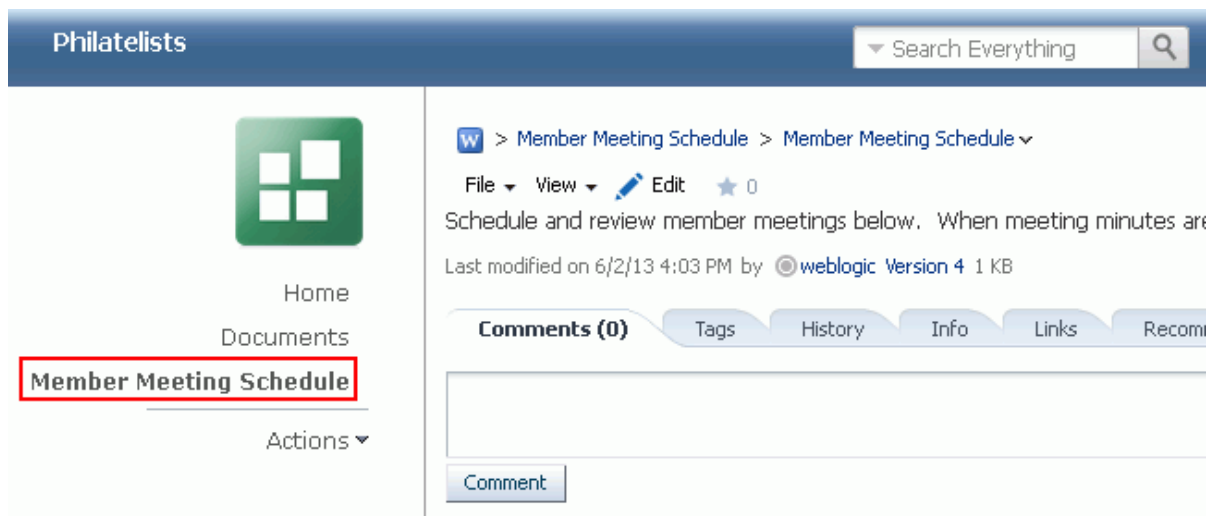 Philatelists
Search Everything
W > Member Meeting Schedule > Member Meeting Schedule
File View Edit 0
Schedule and review member meetings below. When meeting minutes are
Last modified on 6/2/13 4:03 PM by weblogic Version 4 1 KB
Home
Documents
Member Meeting Schedule
Actions
Comments (0) Tags History Info Links Recom
Comment